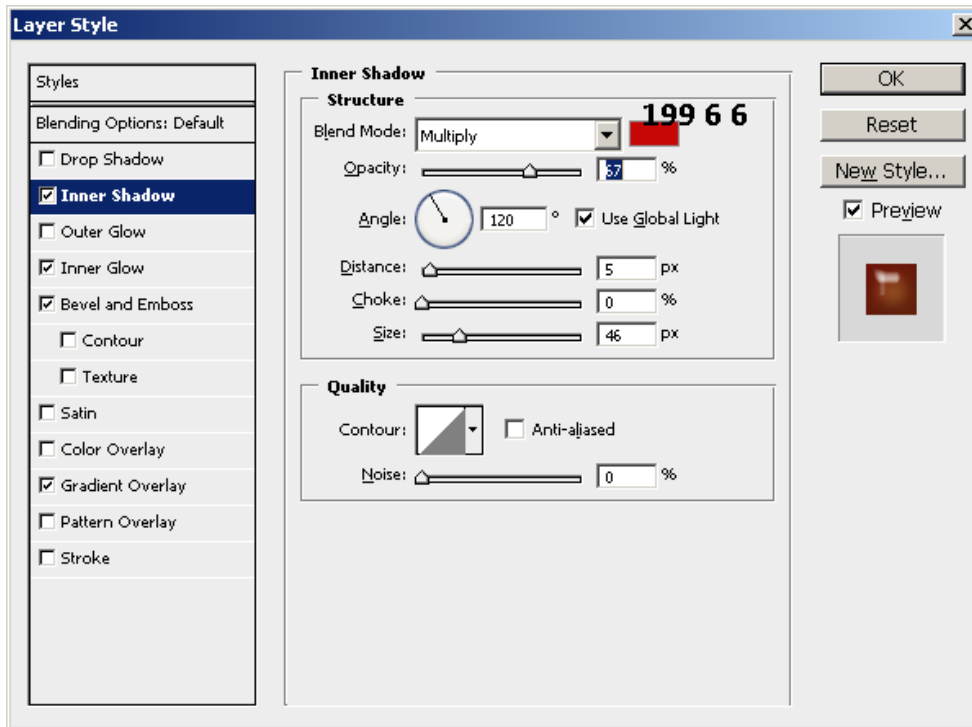 Layer Style
Styles
Blending Options: Default
Drop Shadow
Inner Shadow
Outer Glow
Inner Glow
Bevel and Emboss
Contour
Texture
Satin
Color Overlay
Gradient Overlay
Pattern Overlay
Stroke
Inner Shadow
Structure
199 6 6
Blend Mode: Multiply
Opacity: 67 %
Angle: 120 ° Use Global Light
Distance: 5 px
Choke: 0 %
Size: 46 px
Quality
Contour: Anti-aliased
Noise: 0 %
OK
Reset
New Style...
Preview